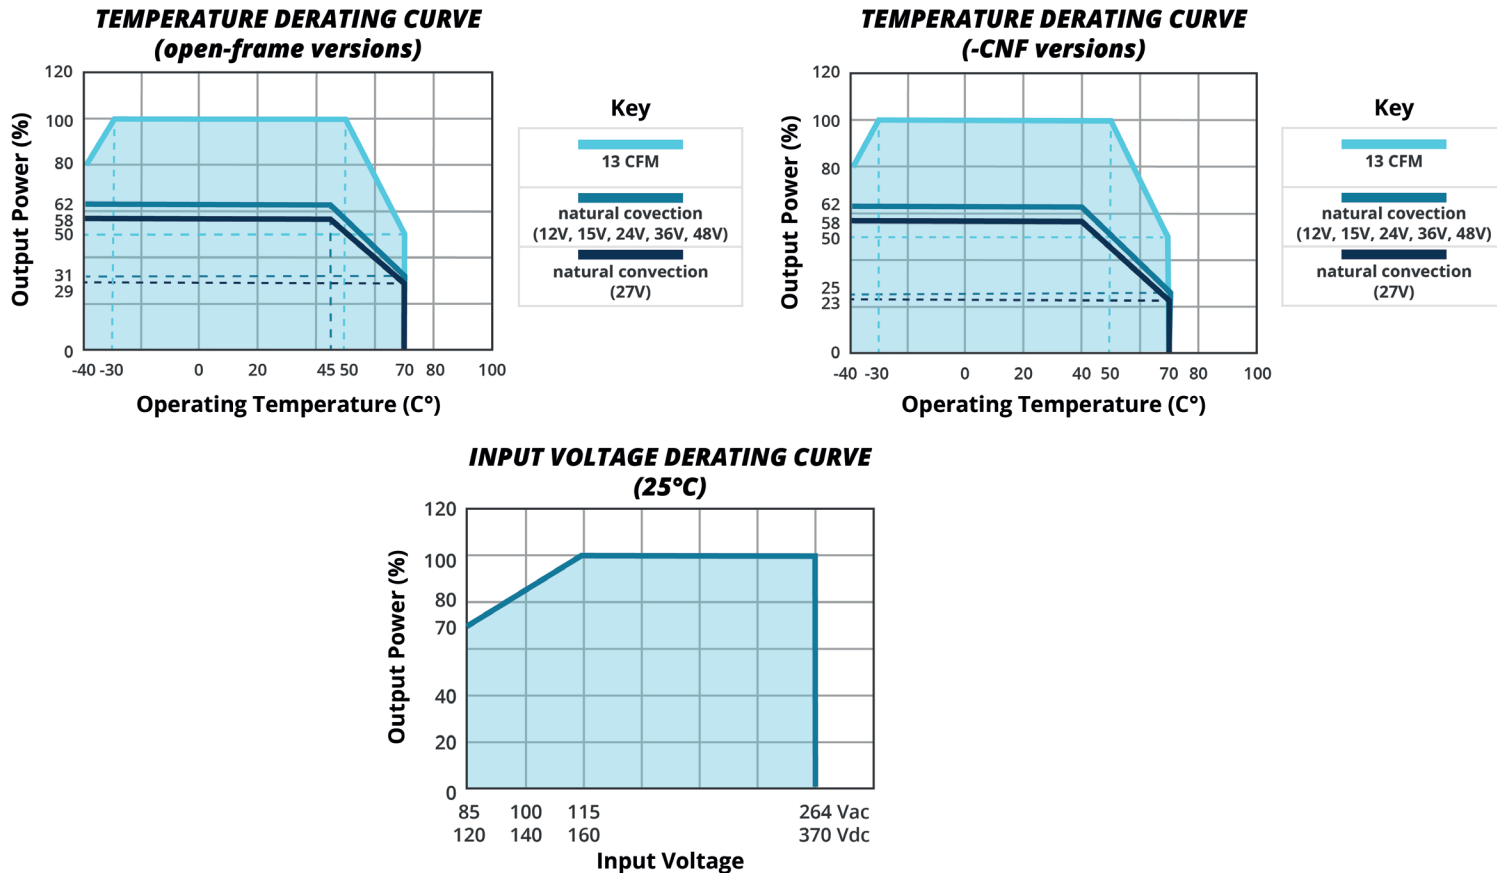 TEMPERATURE DERATING CURVE
(open-frame versions)
120
100
80
62
58
50
31
29
0
Output Power (%)
-40 -30 0 20 45 50 70 80 100
Operating Temperature (C°)
Key
13 CFM
natural covection
(12V, 15V, 24V, 36V, 48V)
natural convection
(27V)
TEMPERATURE DERATING CURVE
(-CNF versions)
120
100
80
62
58
50
25
23
0
Output Power (%)
-40 -30 0 20 40 50 70 80 100
Operating Temperature (C°)
Key
13 CFM
natural covection
(12V, 15V, 24V, 36V, 48V)
natural convection
(27V)
INPUT VOLTAGE DERATING CURVE
(25°C)
120
100
80
70
40
20
0
Output Power (%)
85 100 115 264 Vac
120 140 160 370 Vdc
Input Voltage